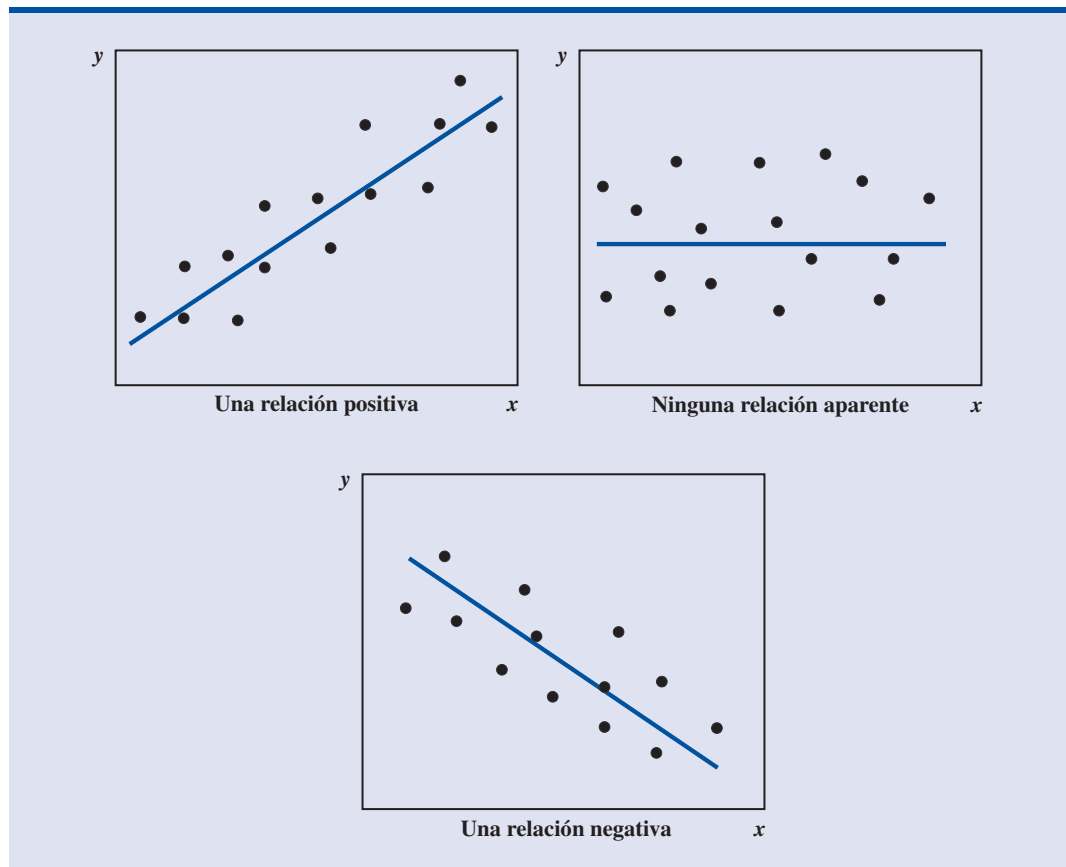 y
y
Una relación positiva x
Ninguna relación aparente x
y
Una relación negativa x